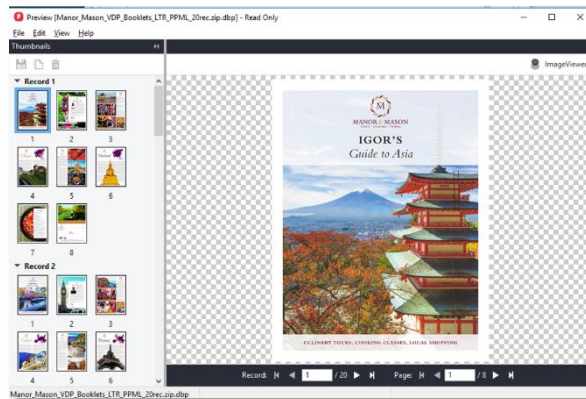 Preview [Manor_Mason_VDP_Booklets_LTR_PPML_20rec.zip.dbp] - Read Only
File Edit View Help
Thumbnails
ImageViewer
Record 1
1 2 3
4 5 6
7 8
Record 2
1 2 3
4 5 6
M
MANOR & MASON
IGOR'S
Guide to Asia
CULINARY TOURS, COOKING CLASSES, LOCAL SHOPPING
Record: 1 / 20 Page: 1 / 8
Manor_Mason_VDP_Booklets_LTR_PPML_20rec.zip.dbp